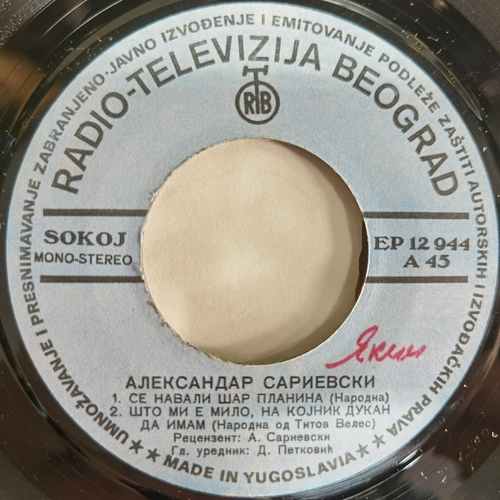 UMNOŽAVANJE I PRESNIMAVANJE ZABRANJENO-JAVNO IZVOĐENJE I EMITOVANJE PODLEŽE ZAŠTITI AUTORSKIH I IZVOĐAČKIH PRAVA
RADIO-TELEVIZIJA BEOGRAD
RTB
SOKOJ
MONO-STEREO
EP 12 944
A 45
Яким
АЛЕКСАНДАР САРИЕВСКИ
1. СЕ НАВАЛИ ШАР ПЛАНИНА (Народна)
2. ШТО МИ Е МИЛО, НА КОЈНИК ДУКАН
ДА ИМАМ (Народна од Титов Велес)
Рецензент: А. Сариевски
Гл. уредник: Д. Петковић
★ MADE IN YUGOSLAVIA ★